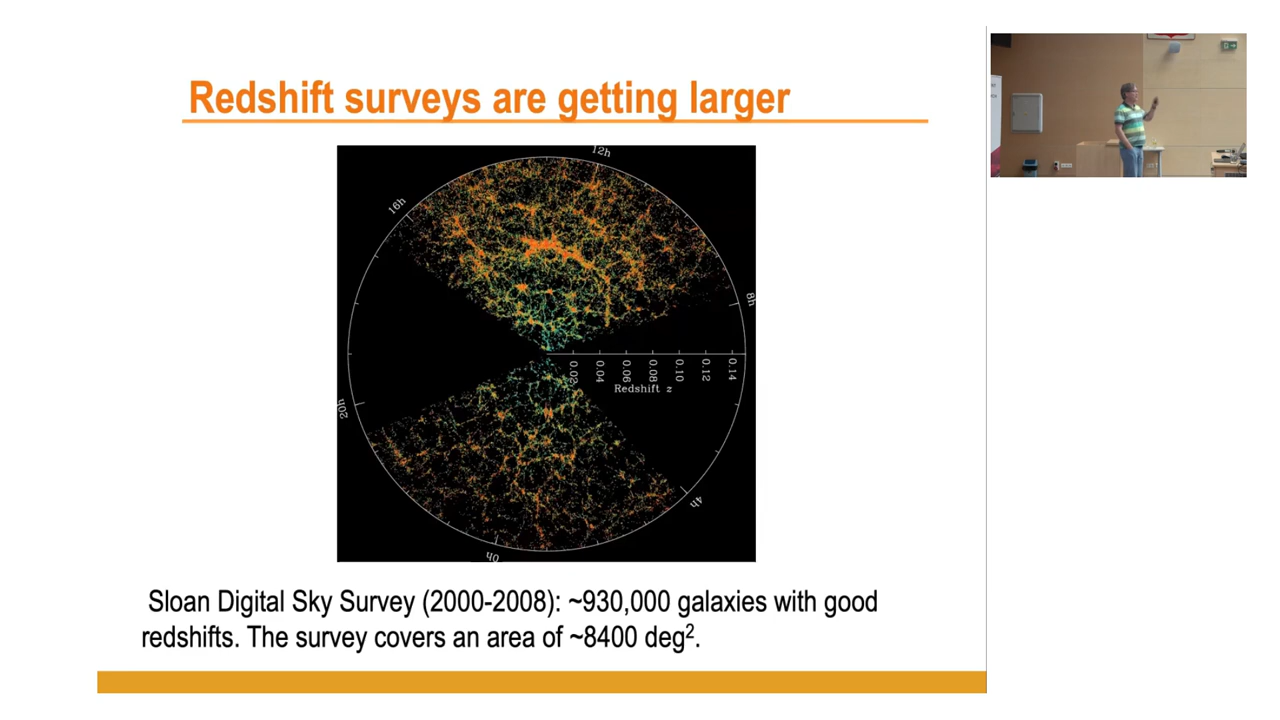 Redshift surveys are getting larger
12h
16h
8h
0.02
0.04
0.06
0.08
0.10
0.12
0.14
Redshift z
20h
4h
0h
Sloan Digital Sky Survey (2000-2008): ~930,000 galaxies with good
redshifts. The survey covers an area of ~8400 deg².